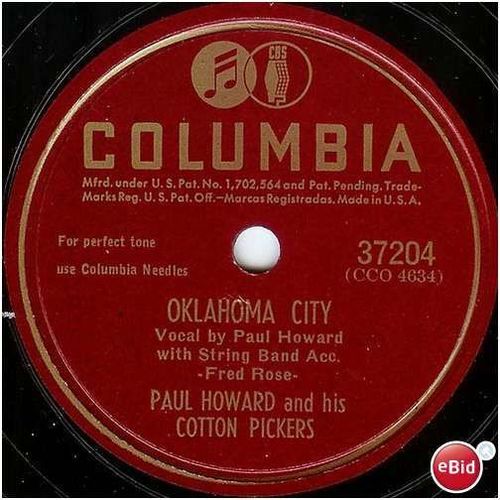 CBS
COLUMBIA
Mfrd. under U.S. Pat. No. 1,702,564 and Pat. Pending. Trade-
Marks Reg. U.S. Pat. Off.—Marcas Registradas. Made in U.S.A.
For perfect tone
use Columbia Needles
37204
(CCO 4634)
OKLAHOMA CITY
Vocal by Paul Howard
with String Band Acc.
-Fred Rose-
PAUL HOWARD and his
COTTON PICKERS
eBid